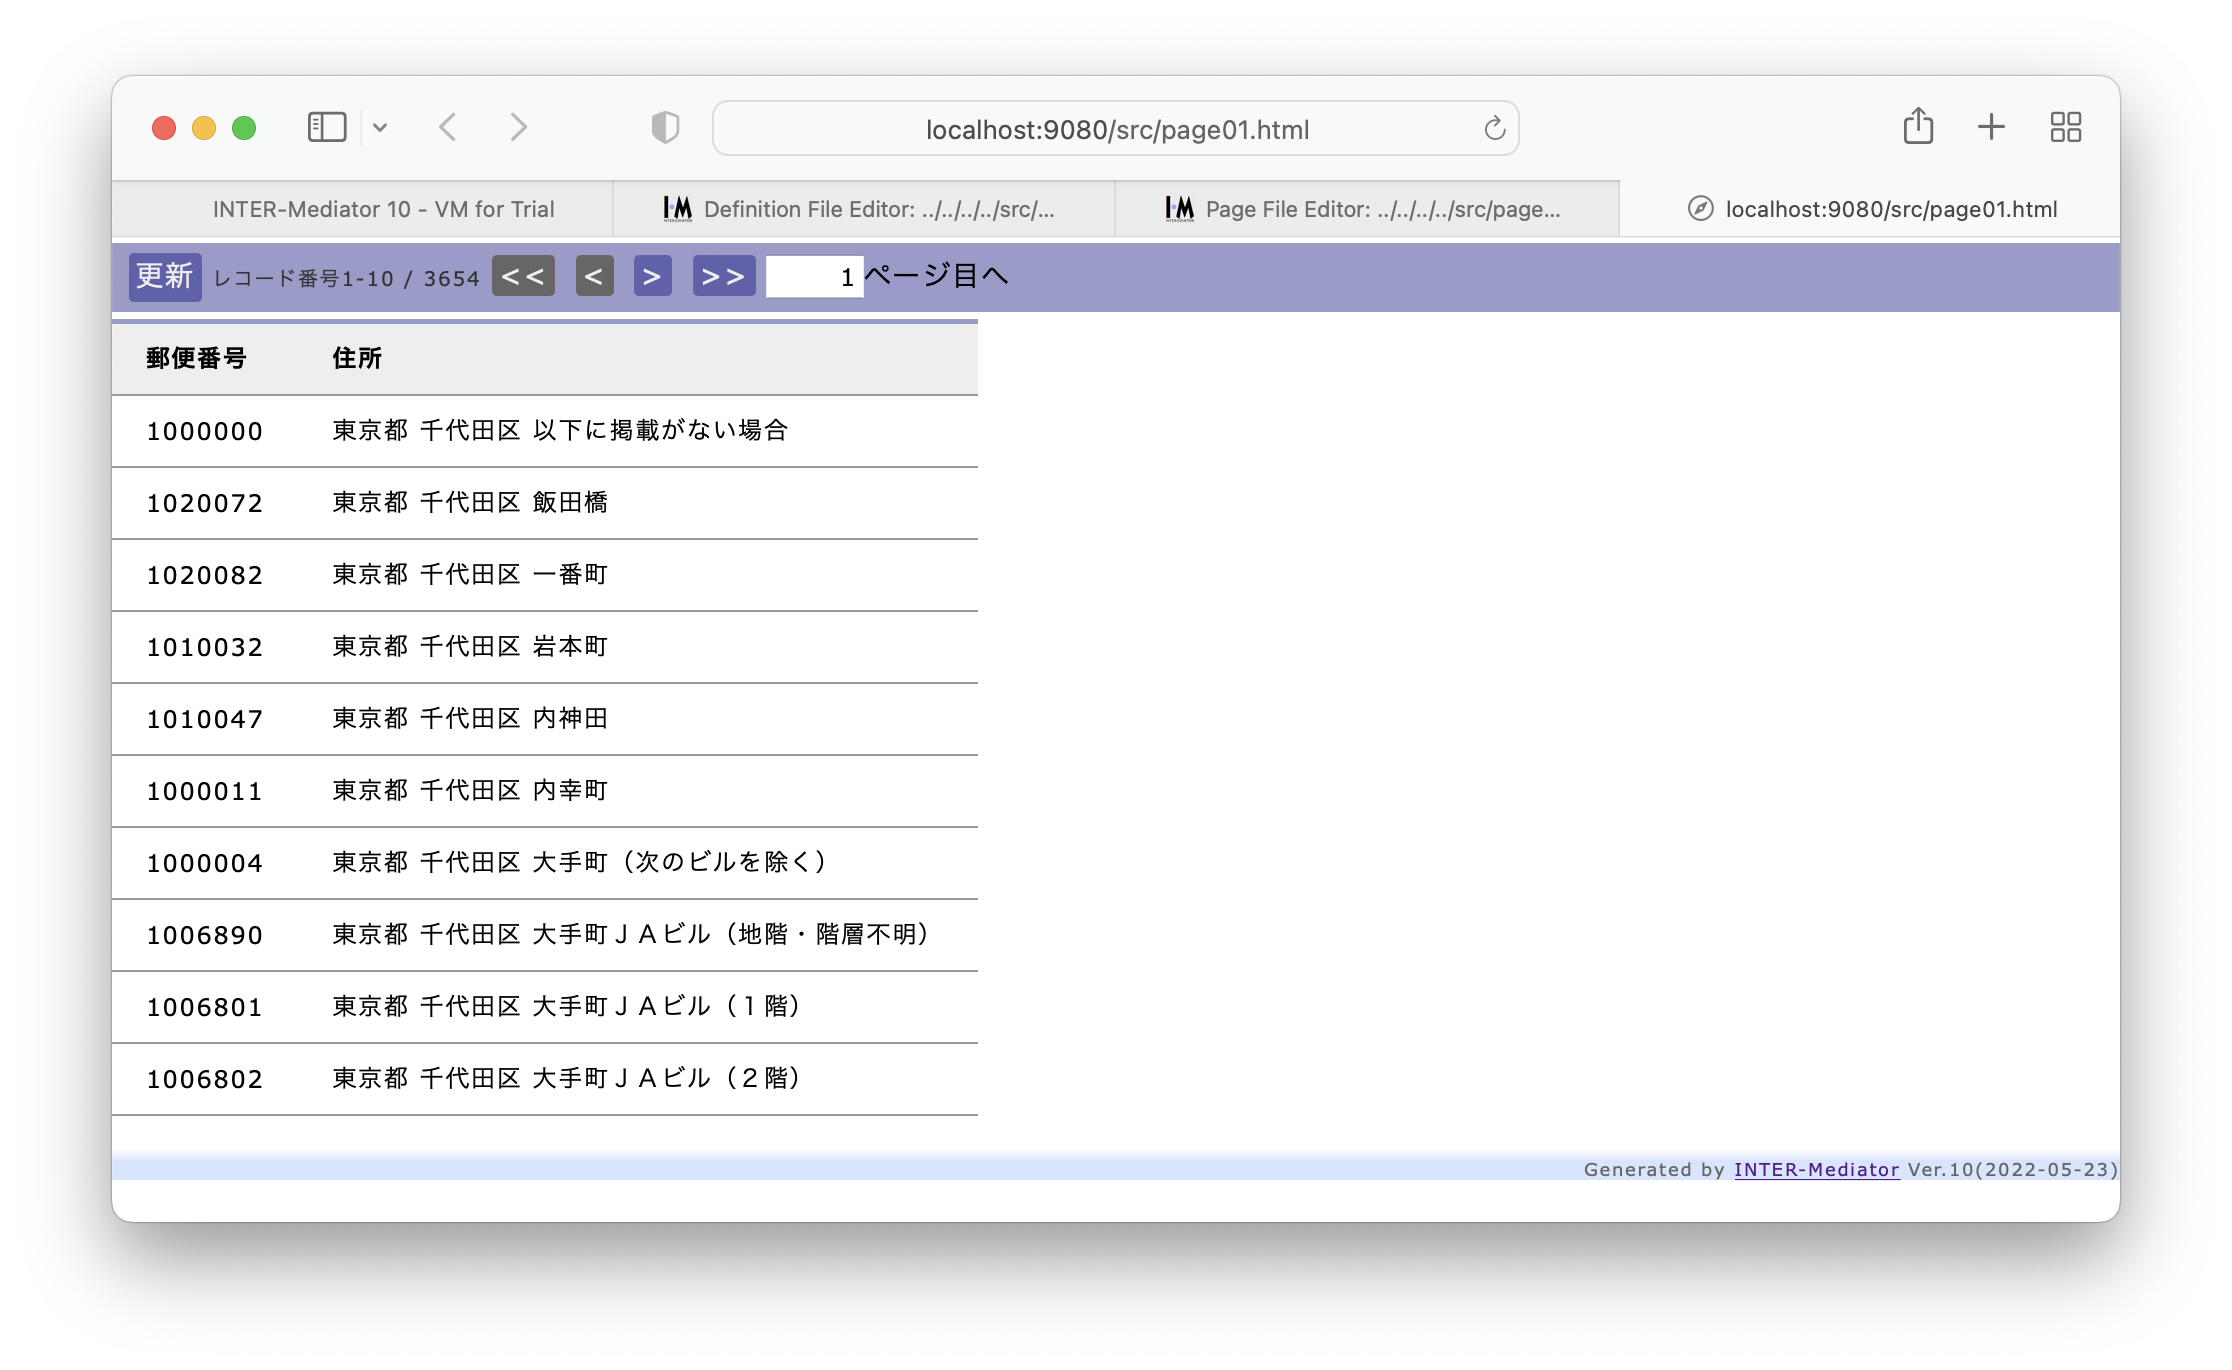 localhost:9080/src/page01.html
INTER-Mediator 10 - VM for Trial
Definition File Editor: ../../../../src/...
Page File Editor: ../../../../src/page...
localhost:9080/src/page01.html
更新 レコード番号1-10 / 3654 << < > >> 1 ページ目へ
郵便番号 住所
1000000 東京都 千代田区 以下に掲載がない場合
1020072 東京都 千代田区 飯田橋
1020082 東京都 千代田区 一番町
1010032 東京都 千代田区 岩本町
1010047 東京都 千代田区 内神田
1000011 東京都 千代田区 内幸町
1000004 東京都 千代田区 大手町（次のビルを除く）
1006890 東京都 千代田区 大手町ＪＡビル（地階・階層不明）
1006801 東京都 千代田区 大手町ＪＡビル（１階）
1006802 東京都 千代田区 大手町ＪＡビル（２階）
Generated by INTER-Mediator Ver.10(2022-05-23)